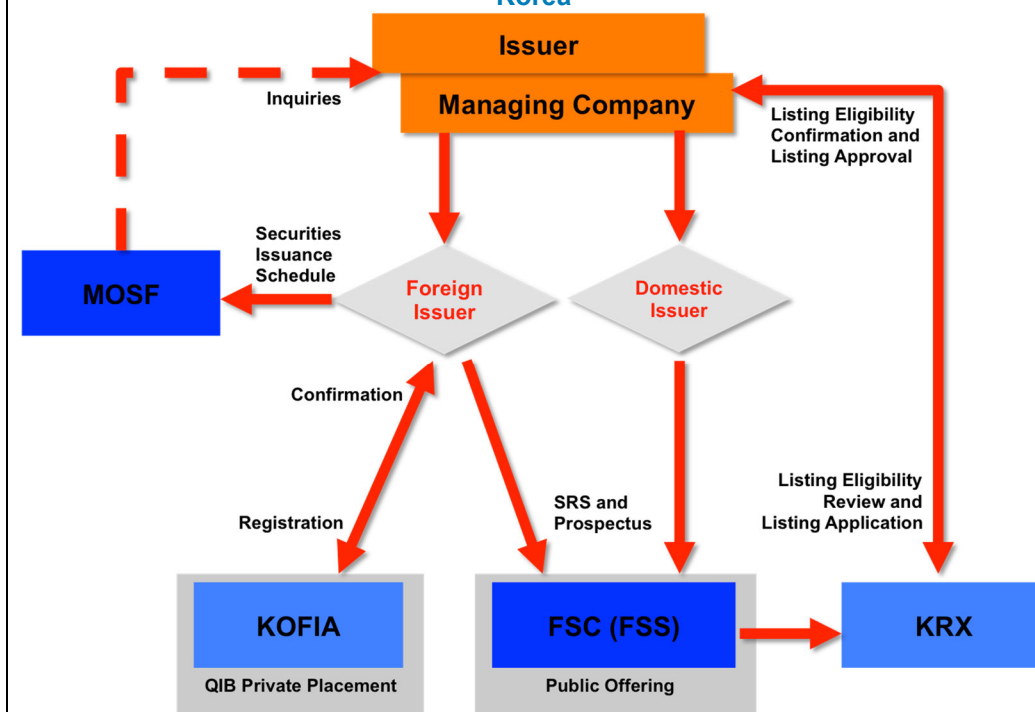 Korea
Issuer
Managing Company
Inquiries
Listing Eligibility
Confirmation and
Listing Approval
Securities
Issuance
Schedule
MOSF
Foreign
Issuer
Domestic
Issuer
Confirmation
Registration
SRS and
Prospectus
Listing Eligibility
Review and
Listing Application
KOFIA
FSC (FSS)
KRX
QIB Private Placement
Public Offering